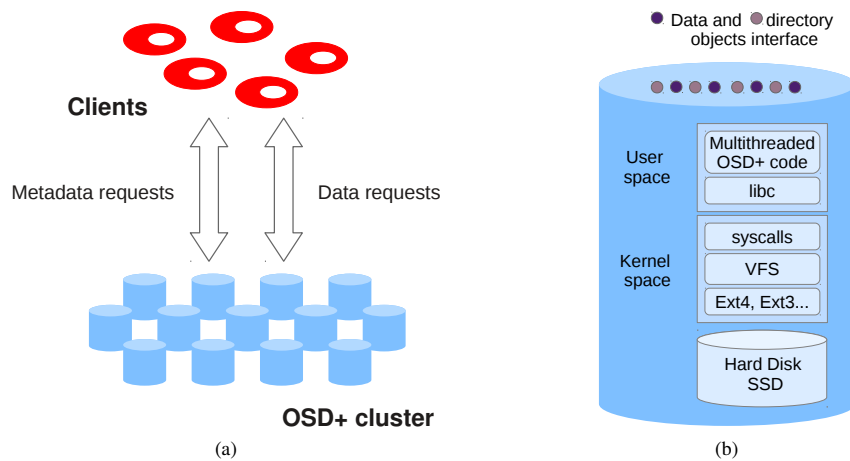 Clients
Metadata requests
Data requests
OSD+ cluster
(a)
Data and directory
objects interface
User
space
Multithreaded
OSD+ code
libc
Kernel
space
syscalls
VFS
Ext4, Ext3...
Hard Disk
SSD
(b)